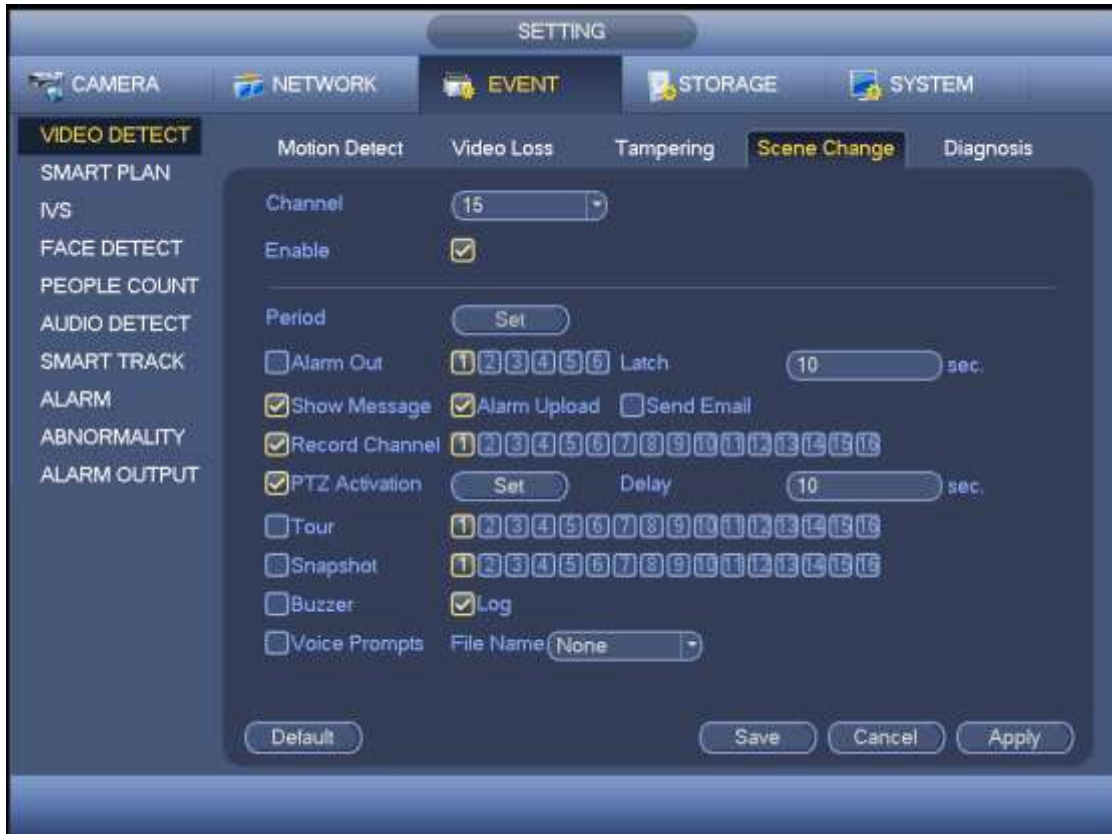 SETTING
CAMERA NETWORK EVENT STORAGE SYSTEM
VIDEO DETECT
SMART PLAN
IVS
FACE DETECT
PEOPLE COUNT
AUDIO DETECT
SMART TRACK
ALARM
ABNORMALITY
ALARM OUTPUT
Motion Detect Video Loss Tampering Scene Change Diagnosis
Channel 15
Enable
Period Set
Alarm Out 1 2 3 4 5 6 Latch 10 sec.
Show Message Alarm Upload Send Email
Record Channel 1 2 3 4 5 6 7 8 9 10 11 12 13 14 15 16
PTZ Activation Set Delay 10 sec.
Tour 1 2 3 4 5 6 7 8 9 10 11 12 13 14 15 16
Snapshot 1 2 3 4 5 6 7 8 9 10 11 12 13 14 15 16
Buzzer Log
Voice Prompts File Name None
Default Save Cancel Apply